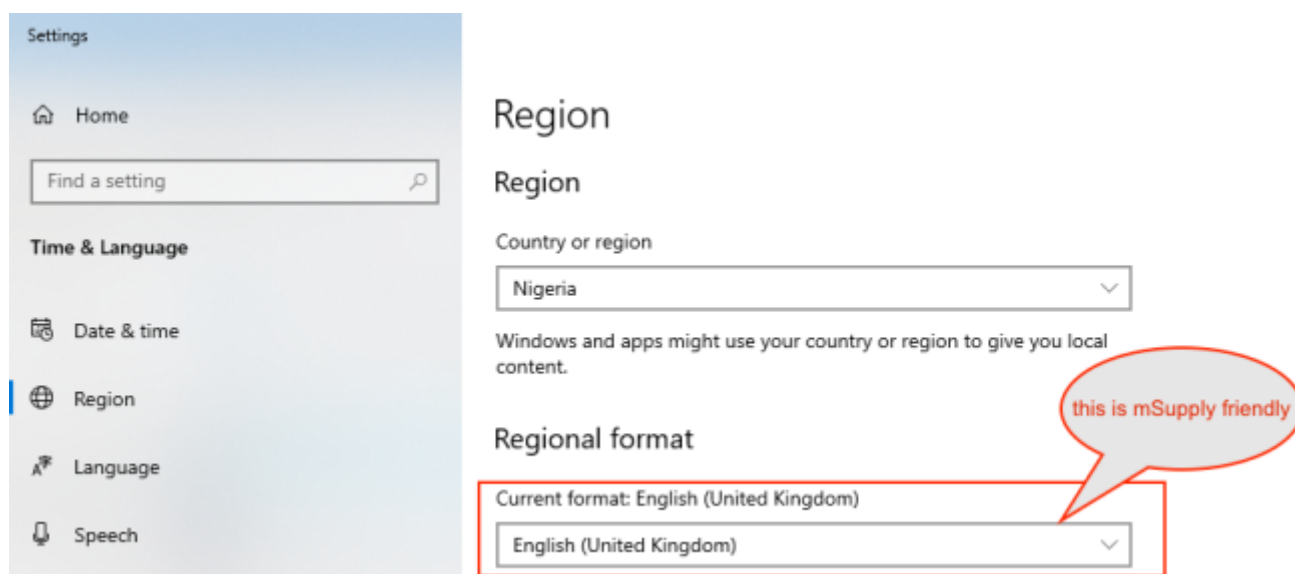 Settings
Home
Find a setting
Time & Language
Date & time
Region
Language
Speech
Region
Region
Country or region
Nigeria
Windows and apps might use your country or region to give you local
content.
this is mSupply friendly
Regional format
Current format: English (United Kingdom)
English (United Kingdom)